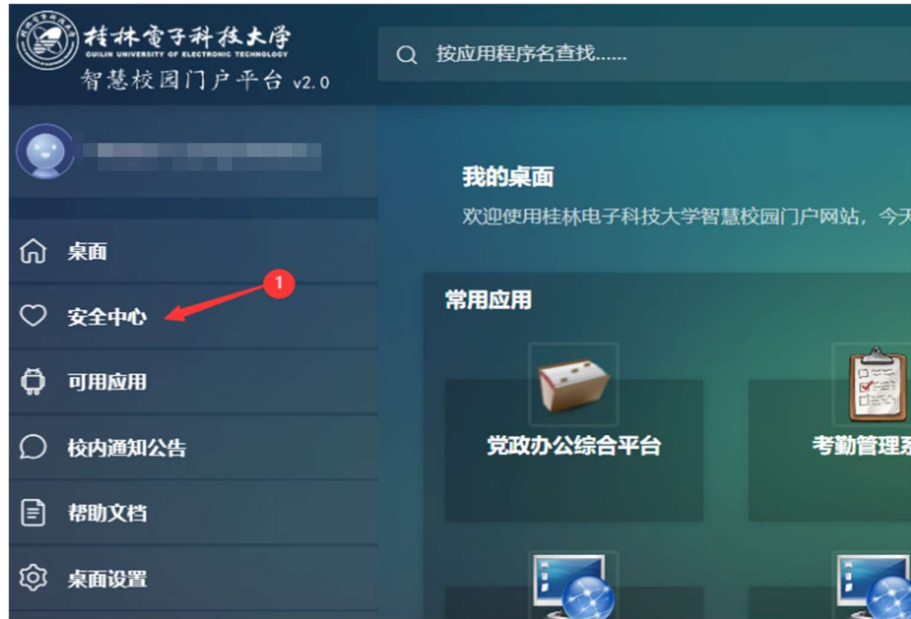 桂林電子科技大学
GUILIN UNIVERSITY OF ELECTRONIC TECHNOLOGY
智慧校园门户平台 v2.0
按应用程序名查找......
我的桌面
欢迎使用桂林电子科技大学智慧校园门户网站，今天
桌面
1
安全中心
常用应用
可用应用
校内通知公告
党政办公综合平台
考勤管理系
帮助文档
桌面设置